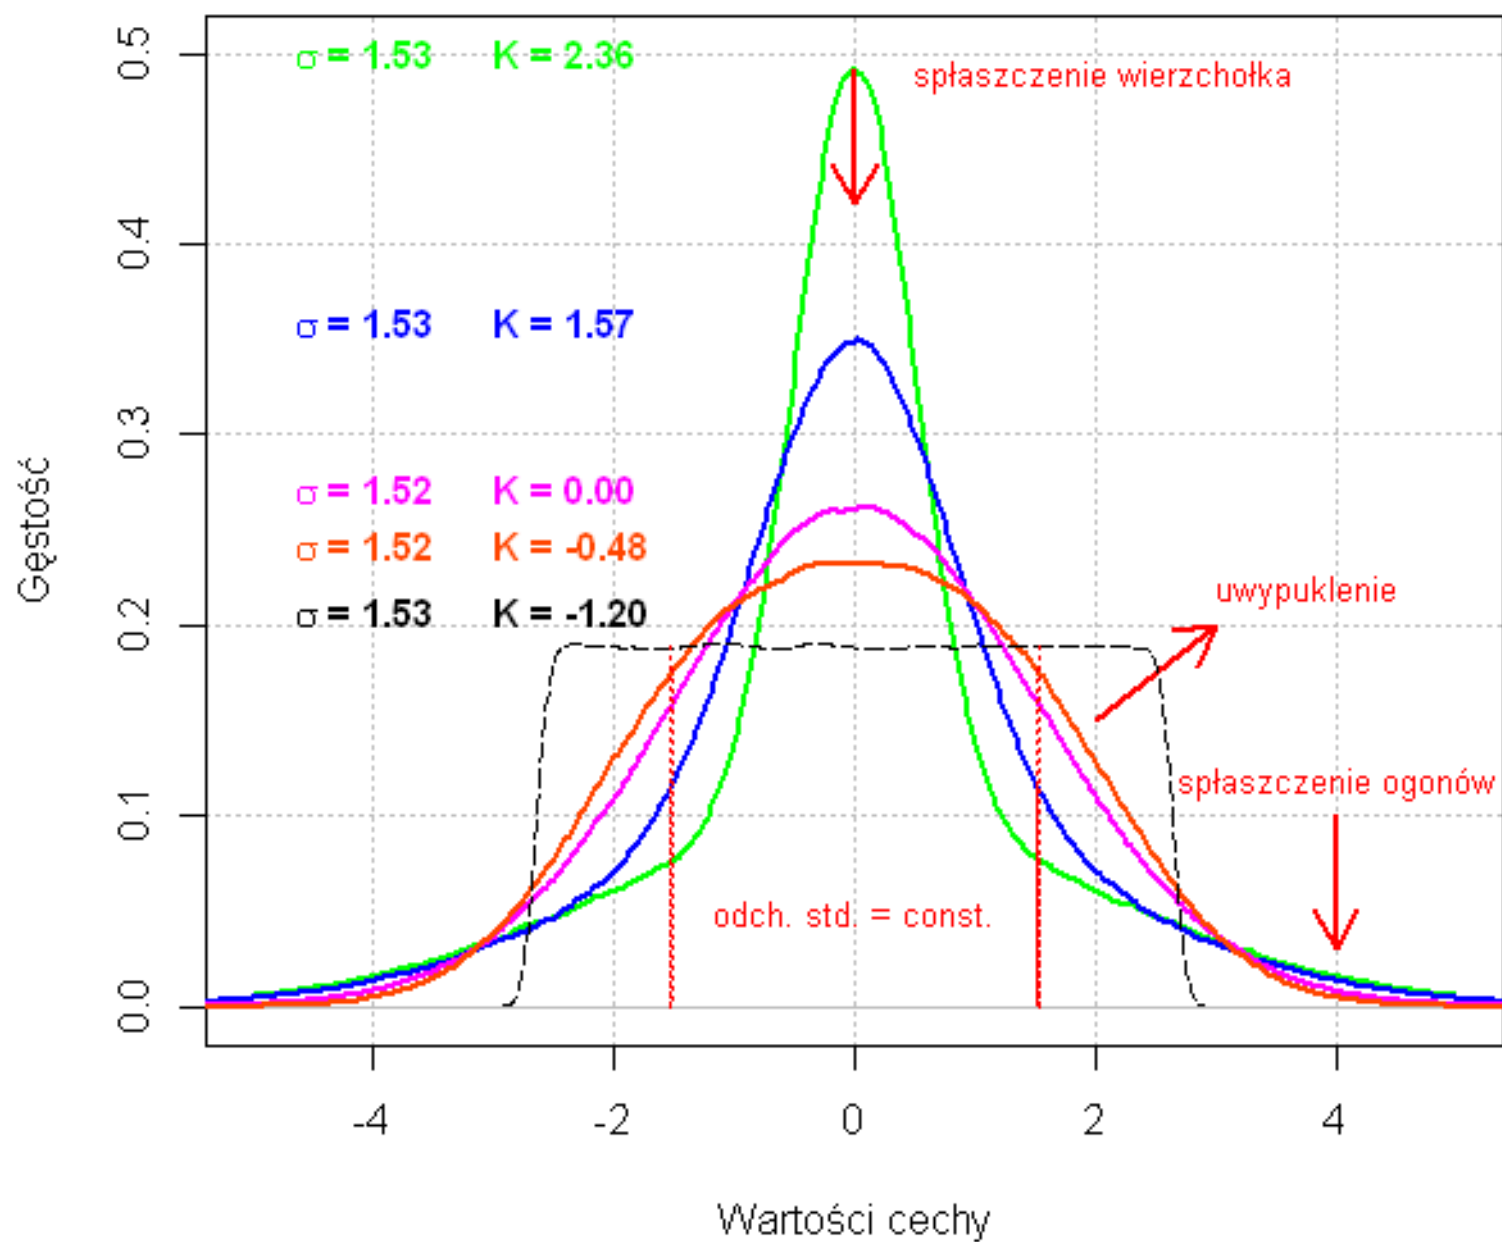 σ = 1.53 K = 2.36
spłaszczenie wierzchołka
σ = 1.53 K = 1.57
σ = 1.52 K = 0.00
σ = 1.52 K = -0.48
σ = 1.53 K = -1.20
uwypuklenie
spłaszczenie ogonów
odch. std. = const.
Gęstość
0.5
0.4
0.3
0.2
0.1
0.0
-4 -2 0 2 4
Wartości cechy